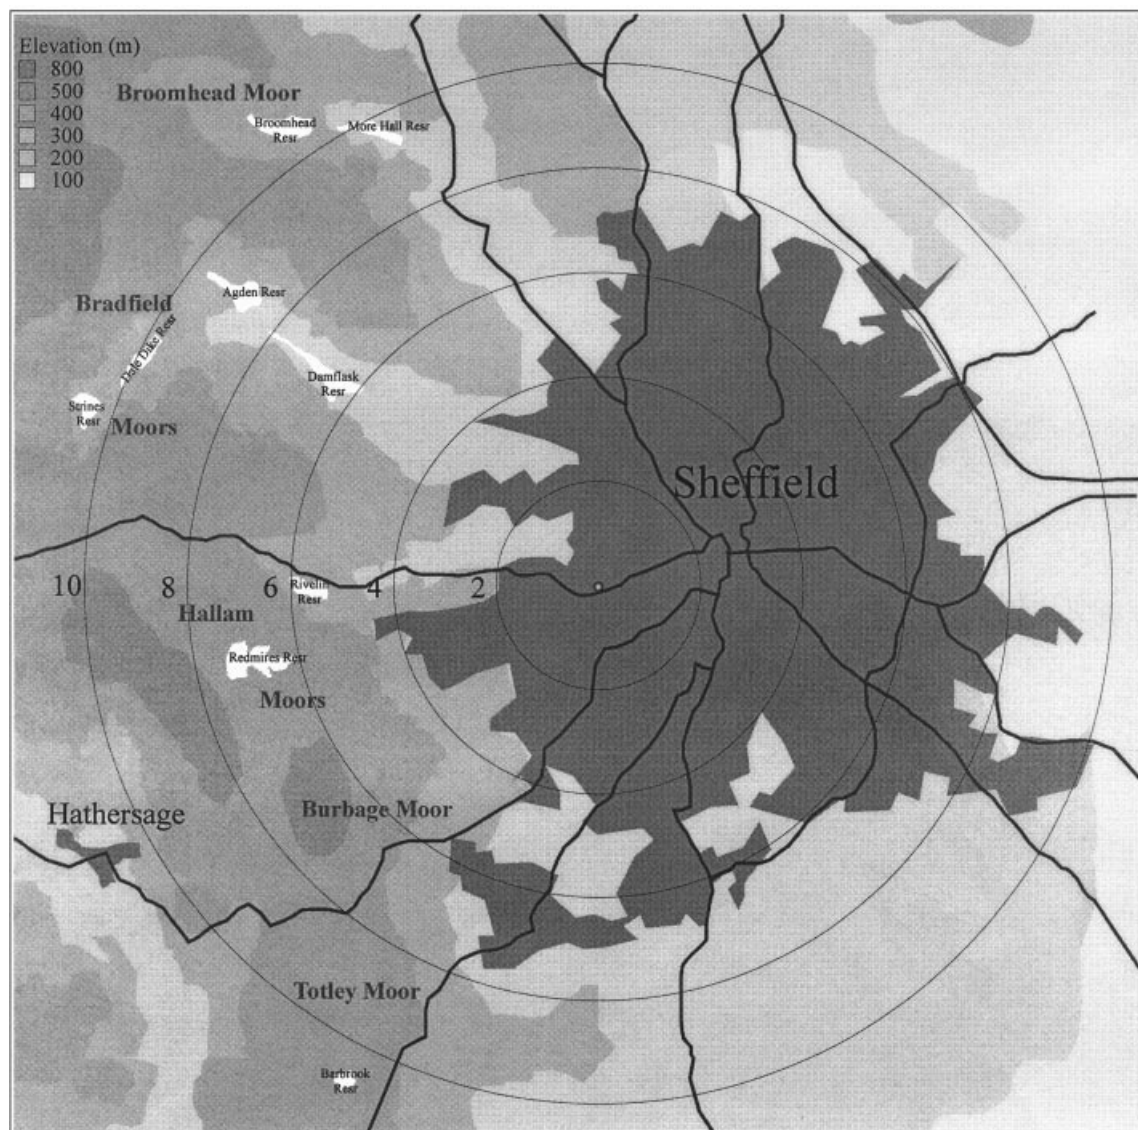 Elevation (m)
800
500
400
300
200
100
Broomhead Moor
Broomhead
Resr
More Hall Resr
Agden Resr
Bradfield
Dale Dike Resr
Damflask
Resr
Strines
Resr
Moors
Sheffield
10 8 6 4 2
Rivelin
Resr
Hallam
Redmires Resr
Moors
Hathersage
Burbage Moor
Totley Moor
Barbrook
Resr